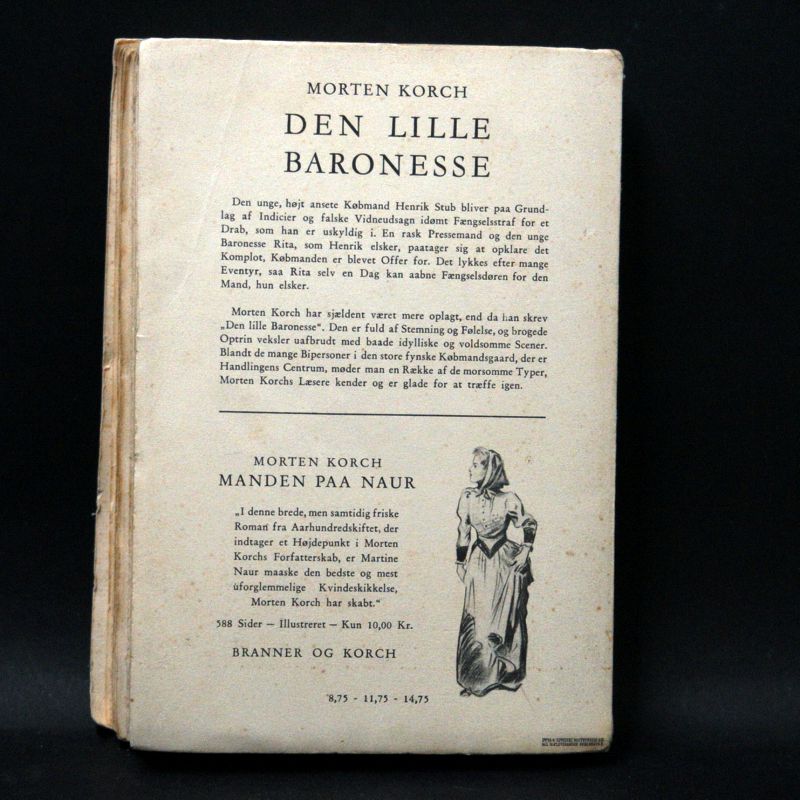 MORTEN KORCH
DEN LILLE
BARONESSE
Den unge, højt ansete Købmand Henrik Stub bliver paa Grund-
lag af Indicier og falske Vidneudsagn idømt Fængselsstraf for et
Drab, som han er uskyldig i. En rask Pressemand og den unge
Baronesse Rita, som Henrik elsker, paatager sig at opklare det
Komplot, Købmanden er blevet Offer for. Det lykkes efter mange
Eventyr, saa Rita selv en Dag kan aabne Fængselsdøren for den
Mand, hun elsker.
Morten Korch har sjældent været mere oplagt, end da han skrev
„Den lille Baronesse“. Den er fuld af Stemning og Følelse, og brogede
Optrin veksler uafbrudt med baade idylliske og voldsomme Scener.
Blandt de mange Bipersoner i den store fynske Købmandsgaard, der er
Handlingens Centrum, møder man en Række af de morsomme Typer,
Morten Korchs Læsere kender og er glade for at træffe igen.
MORTEN KORCH
MANDEN PAA NAUR
„I denne brede, men samtidig friske
Roman fra Aarhundredskiftet, der
indtager et Højdepunkt i Morten
Korchs Forfatterskab, er Martine
Naur maaske den bedste og mest
uforglemmelige Kvindeskikkelse,
Morten Korch har skabt.“
588 Sider – Illustreret – Kun 10,00 Kr.
BRANNER OG KORCH
8,75 - 11,75 - 14,75